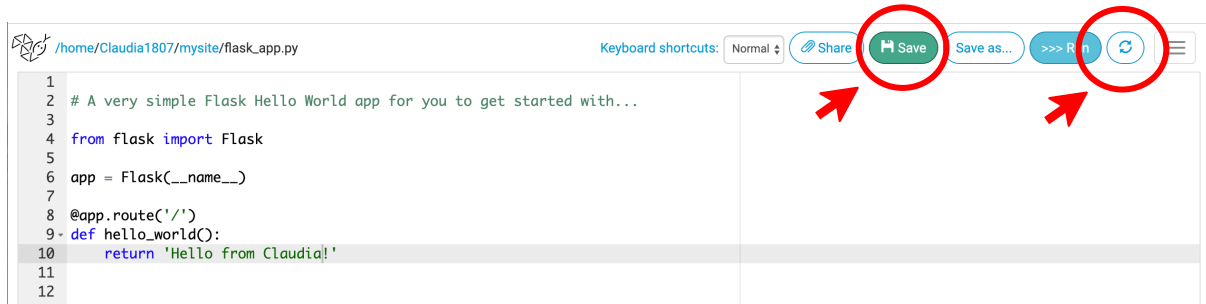 /home/Claudia1807/mysite/flask_app.py Keyboard shortcuts: Normal Share Save Save as... >>> Run
1
2 # A very simple Flask Hello World app for you to get started with...
3
4 from flask import Flask
5
6 app = Flask(__name__)
7
8 @app.route('/')
9 def hello_world():
10 return 'Hello from Claudia!'
11
12